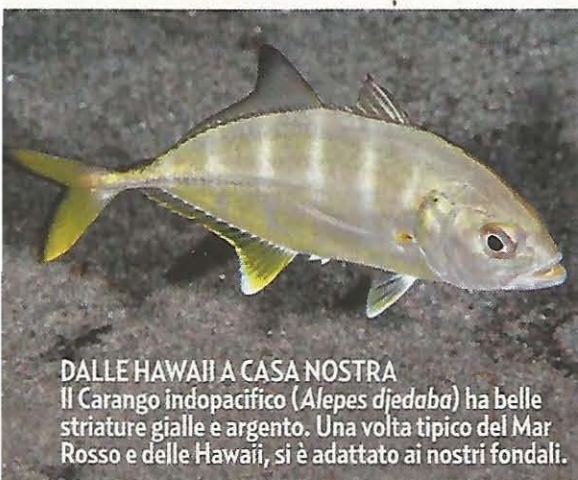 DALLE HAWAII A CASA NOSTRA
Il Carango indopacifico (Alepes djedaba) ha belle
striature gialle e argento. Una volta tipico del Mar
Rosso e delle Hawaii, si è adattato ai nostri fondali.